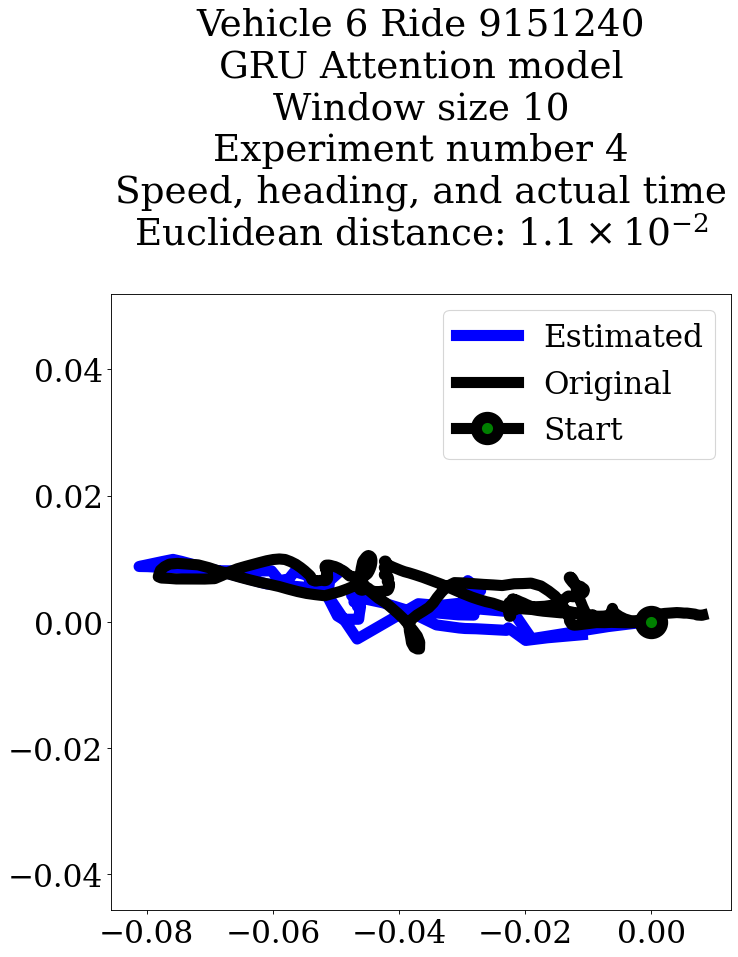 Vehicle 6 Ride 9151240
GRU Attention model
Window size 10
Experiment number 4
Speed, heading, and actual time
Euclidean distance: 1.1 × 10⁻²
Estimated
Original
Start
0.04
0.02
0.00
−0.02
−0.04
−0.08 −0.06 −0.04 −0.02 0.00